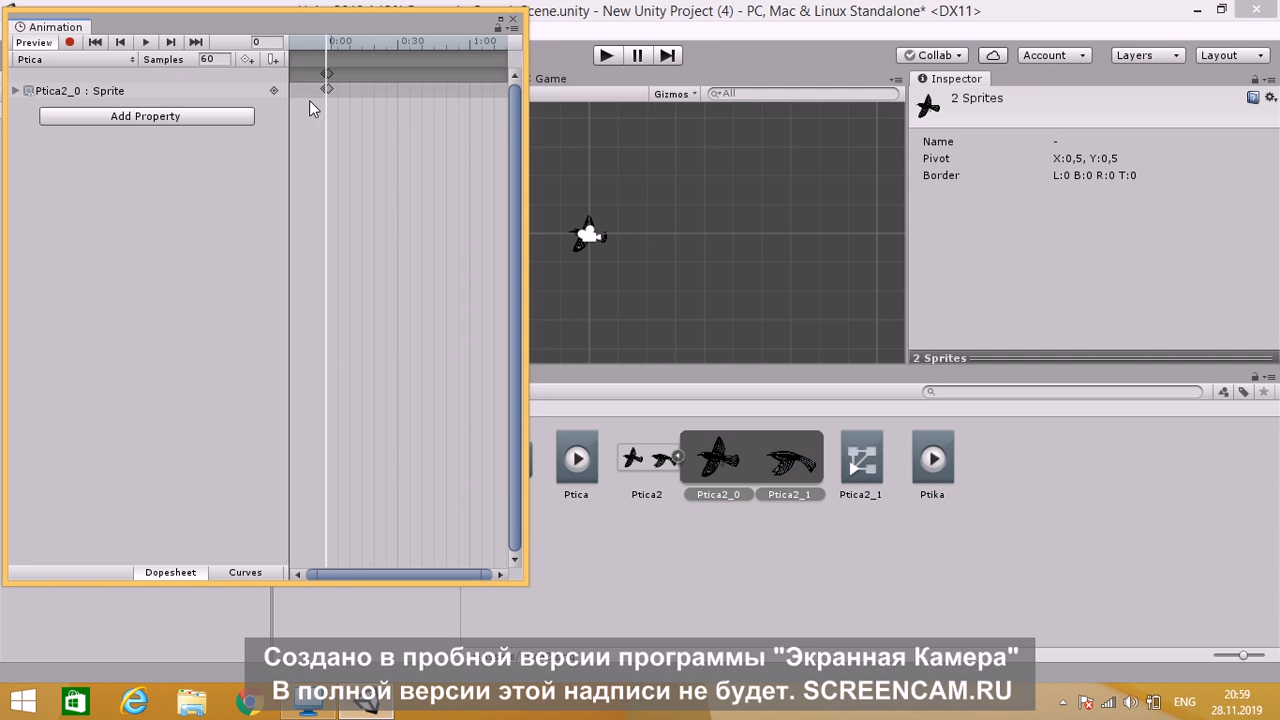 Scene.unity - New Unity Project (4) - PC, Mac & Linux Standalone* <DX11>
Animation
Preview
0
0:00
0:30
1:00
Ptica
Samples
60
Ptica2_0 : Sprite
Add Property
Dopesheet
Curves
Collab
Account
Layers
Layout
Game
Gizmos
All
Inspector
2 Sprites
Name
-
Pivot
X:0,5, Y:0,5
Border
L:0 B:0 R:0 T:0
2 Sprites
Ptica
Ptica2
Ptica2_0
Ptica2_1
Ptica2_1
Ptika
Создано в пробной версии программы "Экранная Камера"
В полной версии этой надписи не будет. SCREENCAM.RU
ENG
20:59
28.11.2019